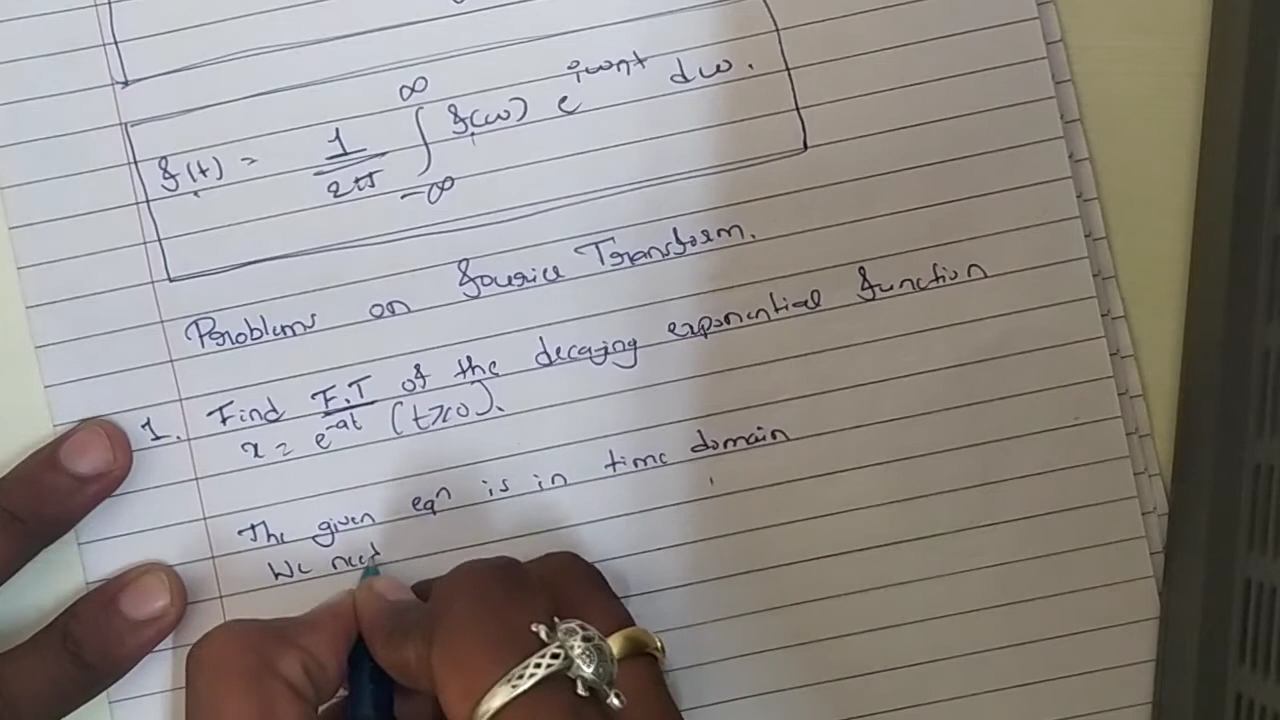 f(t) = 1/2π ∫_{-∞}^{∞} f(ω) e^{iωnt} dω.
Problems on fourier Transform.
1. Find F.T of the decaying exponential function
x = e^{-at} (t>0).
The given eqn is in time domain
We need